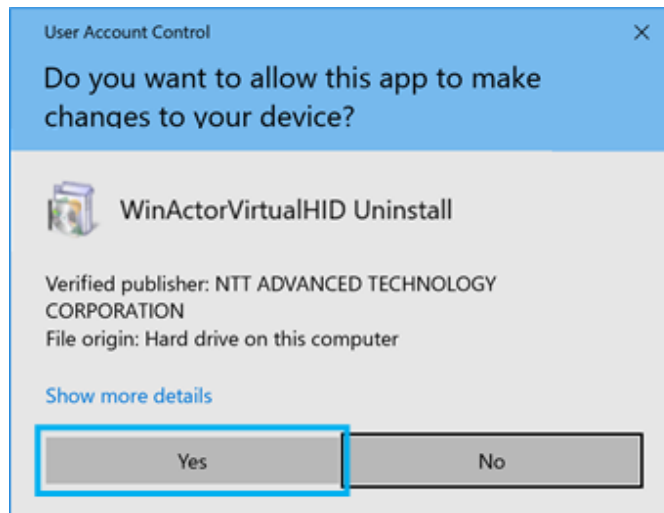 User Account Control
Do you want to allow this app to make
changes to your device?
WinActorVirtualHID Uninstall
Verified publisher: NTT ADVANCED TECHNOLOGY
CORPORATION
File origin: Hard drive on this computer
Show more details
Yes
No